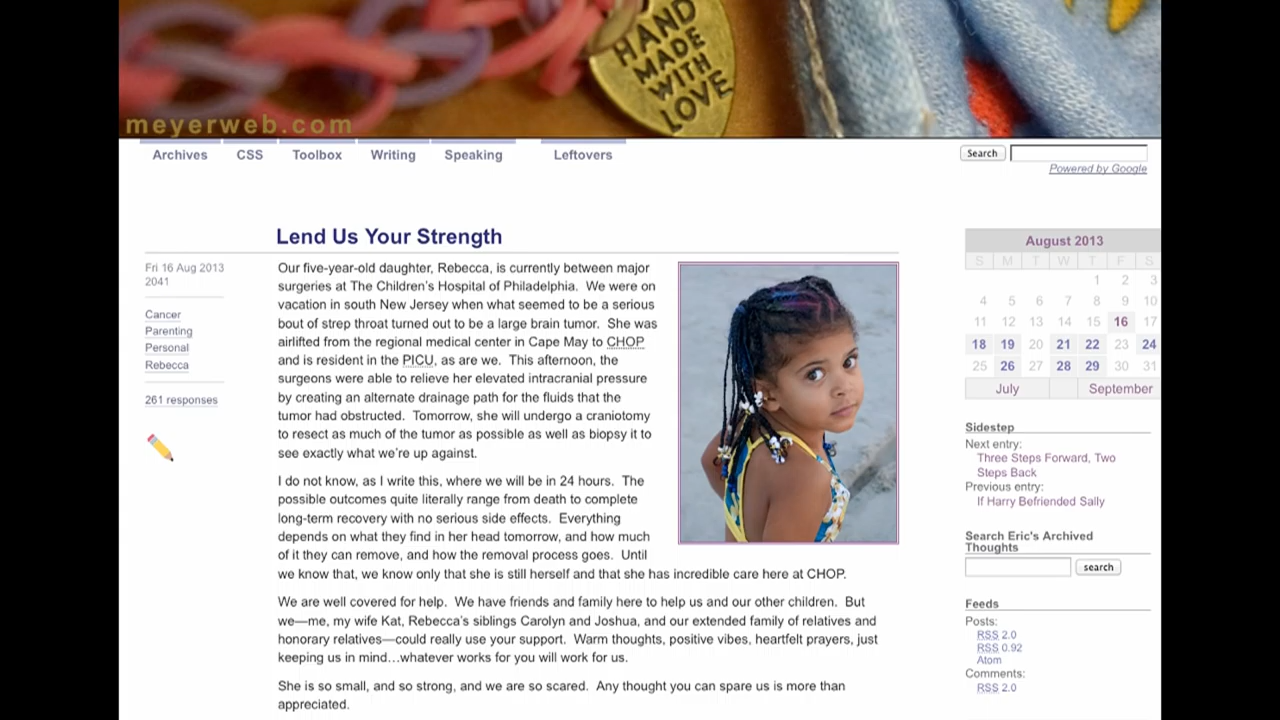 HAND
MADE
WITH
LOVE
meyerweb.com
Archives CSS Toolbox Writing Speaking Leftovers
Search
Powered by Google
Lend Us Your Strength
Fri 16 Aug 2013
2041
Cancer
Parenting
Personal
Rebecca
261 responses
Our five-year-old daughter, Rebecca, is currently between major
surgeries at The Children's Hospital of Philadelphia. We were on
vacation in south New Jersey when what seemed to be a serious
bout of strep throat turned out to be a large brain tumor. She was
airlifted from the regional medical center in Cape May to CHOP
and is resident in the PICU, as are we. This afternoon, the
surgeons were able to relieve her elevated intracranial pressure
by creating an alternate drainage path for the fluids that the
tumor had obstructed. Tomorrow, she will undergo a craniotomy
to resect as much of the tumor as possible as well as biopsy it to
see exactly what we're up against.
I do not know, as I write this, where we will be in 24 hours. The
possible outcomes quite literally range from death to complete
long-term recovery with no serious side effects. Everything
depends on what they find in her head tomorrow, and how much
of it they can remove, and how the removal process goes. Until
we know that, we know only that she is still herself and that she has incredible care here at CHOP.
We are well covered for help. We have friends and family here to help us and our other children. But
we—me, my wife Kat, Rebecca's siblings Carolyn and Joshua, and our extended family of relatives and
honorary relatives—could really use your support. Warm thoughts, positive vibes, heartfelt prayers, just
keeping us in mind…whatever works for you will work for us.
She is so small, and so strong, and we are so scared. Any thought you can spare us is more than
appreciated.
August 2013
S M T W T F S
1 2 3
4 5 6 7 8 9 10
11 12 13 14 15 16 17
18 19 20 21 22 23 24
25 26 27 28 29 30 31
July September
Sidestep
Next entry:
Three Steps Forward, Two
Steps Back
Previous entry:
If Harry Befriended Sally
Search Eric's Archived
Thoughts
search
Feeds
Posts:
RSS 2.0
RSS 0.92
Atom
Comments:
RSS 2.0